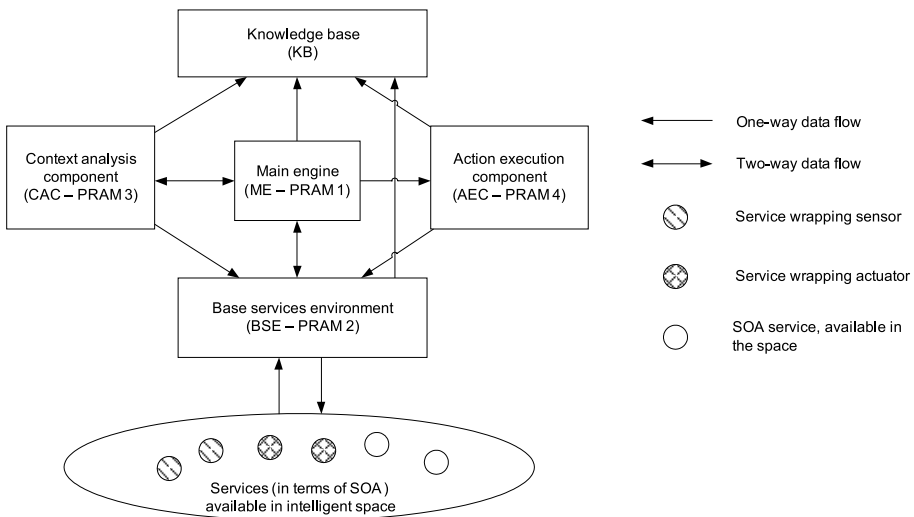 Knowledge base
(KB)
Context analysis
component
(CAC – PRAM 3)
Main engine
(ME – PRAM 1)
Action execution
component
(AEC – PRAM 4)
Base services environment
(BSE – PRAM 2)
Services (in terms of SOA)
available in intelligent space
One-way data flow
Two-way data flow
Service wrapping sensor
Service wrapping actuator
SOA service, available in
the space